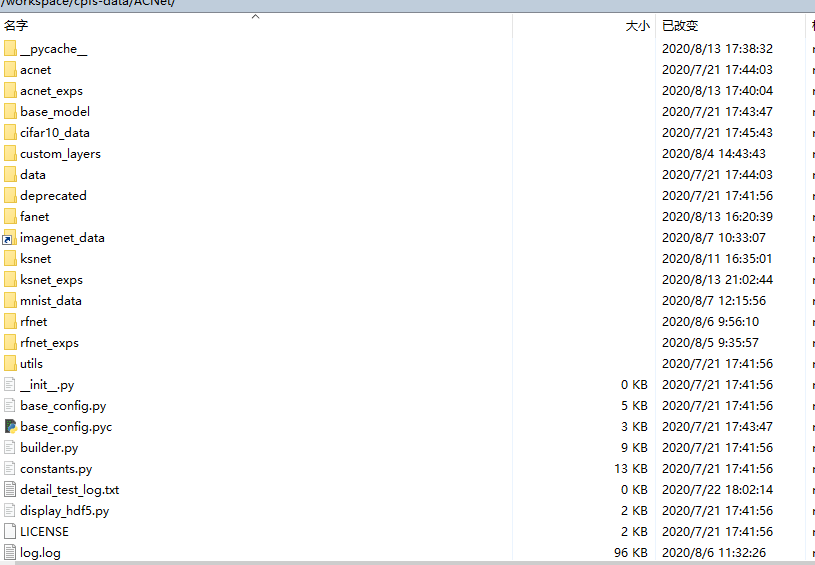 /workspace/cpfs-data/ACNet/
名字 大小 已改变
__pycache__ 2020/8/13 17:38:32
acnet 2020/7/21 17:44:03
acnet_exps 2020/8/13 17:40:04
base_model 2020/7/21 17:43:47
cifar10_data 2020/7/21 17:45:43
custom_layers 2020/8/4 14:43:43
data 2020/7/21 17:44:03
deprecated 2020/7/21 17:41:56
fanet 2020/8/13 16:20:39
imagenet_data 2020/8/7 10:33:07
ksnet 2020/8/11 16:35:01
ksnet_exps 2020/8/13 21:02:44
mnist_data 2020/8/7 12:15:56
rfnet 2020/8/6 9:56:10
rfnet_exps 2020/8/5 9:35:57
utils 2020/7/21 17:41:56
__init__.py 0 KB 2020/7/21 17:41:56
base_config.py 5 KB 2020/7/21 17:41:56
base_config.pyc 3 KB 2020/7/21 17:43:47
builder.py 9 KB 2020/7/21 17:41:56
constants.py 13 KB 2020/7/21 17:41:56
detail_test_log.txt 0 KB 2020/7/22 18:02:14
display_hdf5.py 2 KB 2020/7/21 17:41:56
LICENSE 2 KB 2020/7/21 17:41:56
log.log 96 KB 2020/8/6 11:32:26